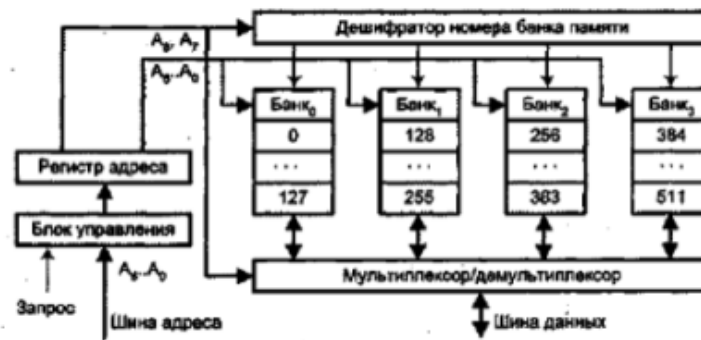 Дешифратор номера банка памяти
A₈, A₇
A₆..A₀
Банк₀
Банк₁
Банк₂
Банк₃
0
128
256
384
...
...
...
...
127
255
383
511
Регистр адреса
Блок управления
A₈..A₀
Запрос
Шина адреса
Мультиплексор/демультиплексор
Шина данных